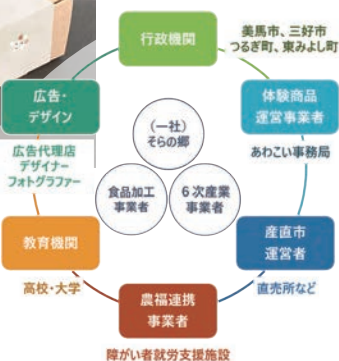 行政機関
美馬市、三好市
つるぎ町、東みよし町
広告・
デザイン
広告代理店
デザイナー
フォトグラファー
体験商品
運営事業者
あわこい事務局
（一社）
そらの郷
食品加工
事業者
６次産業
事業者
教育機関
高校・大学
産直市
運営者
直売所など
農福連携
事業者
障がい者就労支援施設